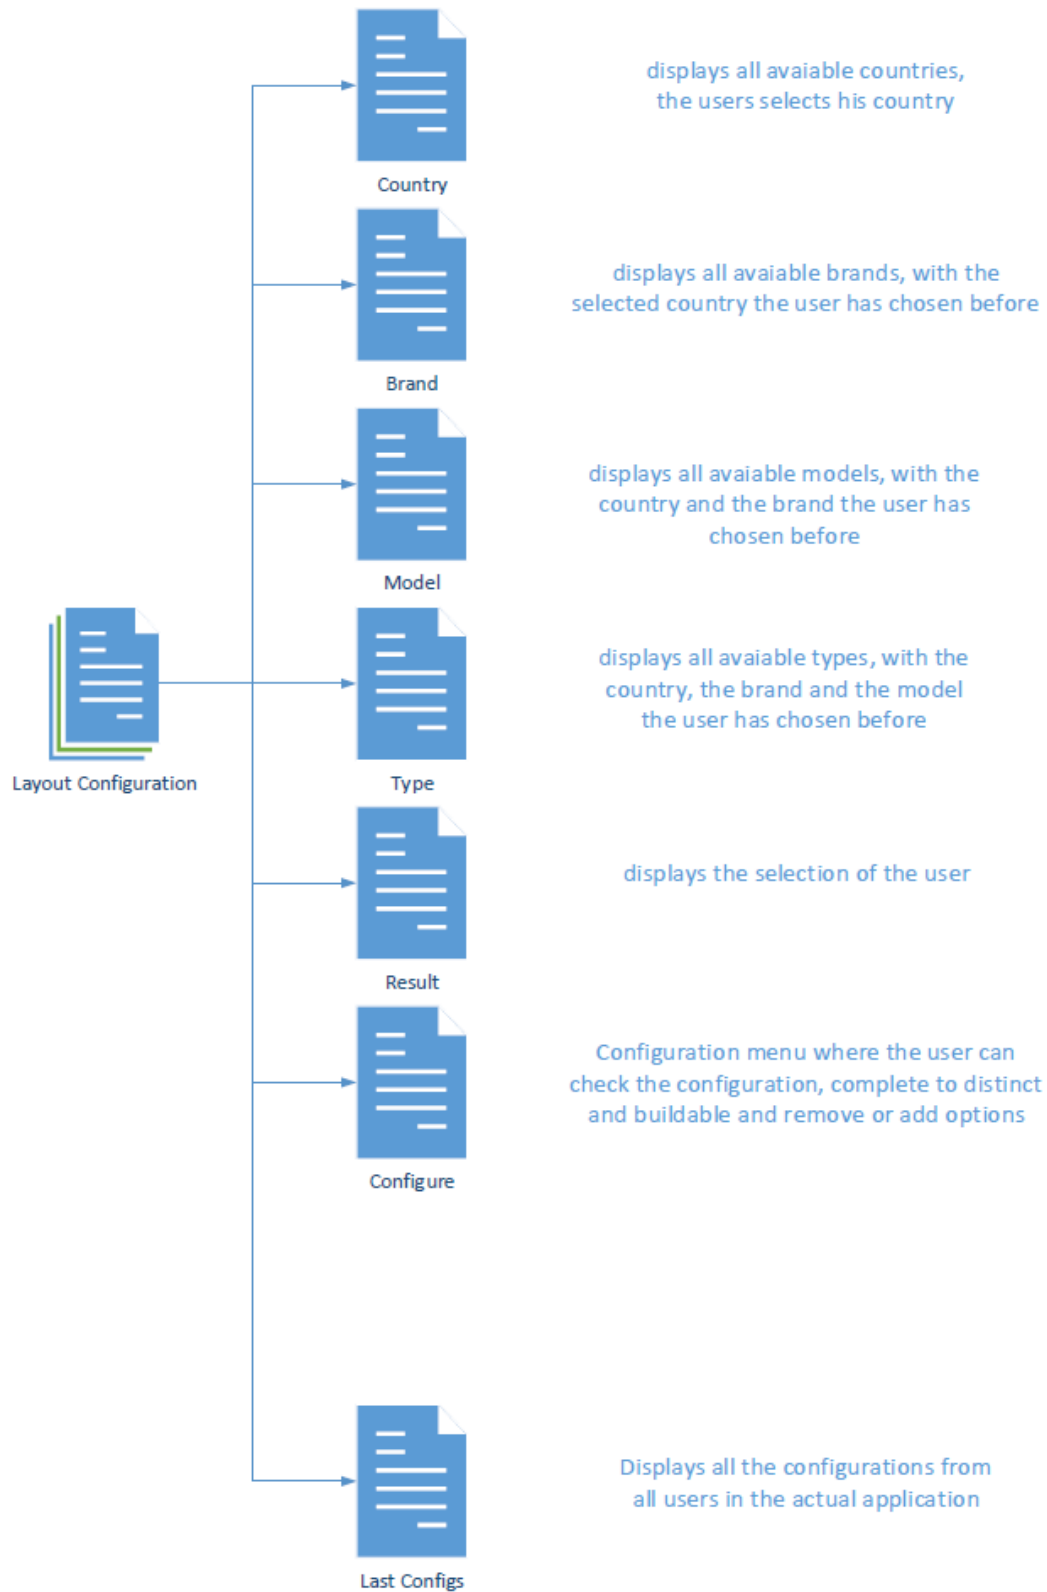 displays all avaiable countries,
the users selects his country
Country
displays all avaiable brands, with the
selected country the user has chosen before
Brand
displays all avaiable models, with the
country and the brand the user has
chosen before
Model
displays all avaiable types, with the
country, the brand and the model
the user has chosen before
Layout Configuration
Type
displays the selection of the user
Result
Configuration menu where the user can
check the configuration, complete to distinct
and buildable and remove or add options
Configure
Displays all the configurations from
all users in the actual application
Last Configs